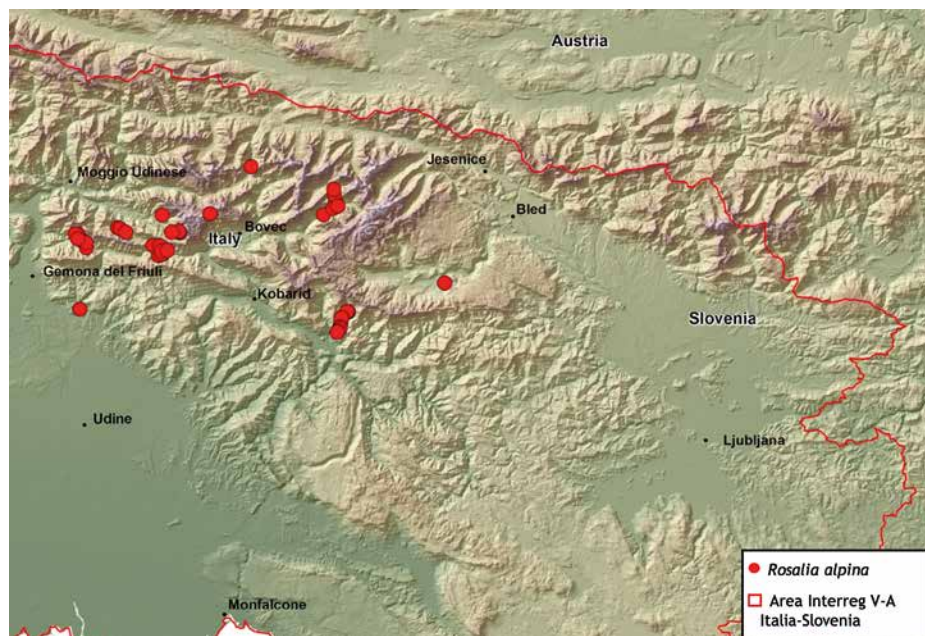 Austria
Jesenice
Moggio Udinese
Bled
Italy
Bovec
Gemona del Friuli
Kobarid
Slovenia
Udine
Ljubljana
Monfalcone
Rosalia alpina
Area Interreg V-A
Italia-Slovenia